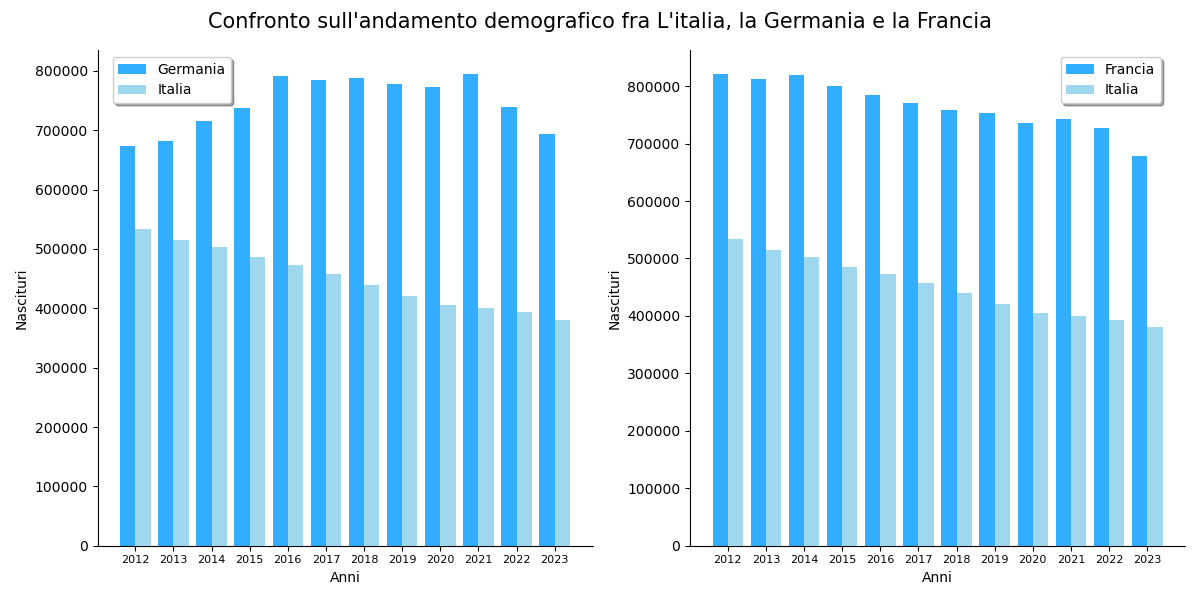 Confronto sull'andamento demografico fra L'italia, la Germania e la Francia
Germania
Italia
Nascituri
800000
700000
600000
500000
400000
300000
200000
100000
0
2012 2013 2014 2015 2016 2017 2018 2019 2020 2021 2022 2023
Anni
Francia
Italia
Nascituri
800000
700000
600000
500000
400000
300000
200000
100000
0
2012 2013 2014 2015 2016 2017 2018 2019 2020 2021 2022 2023
Anni